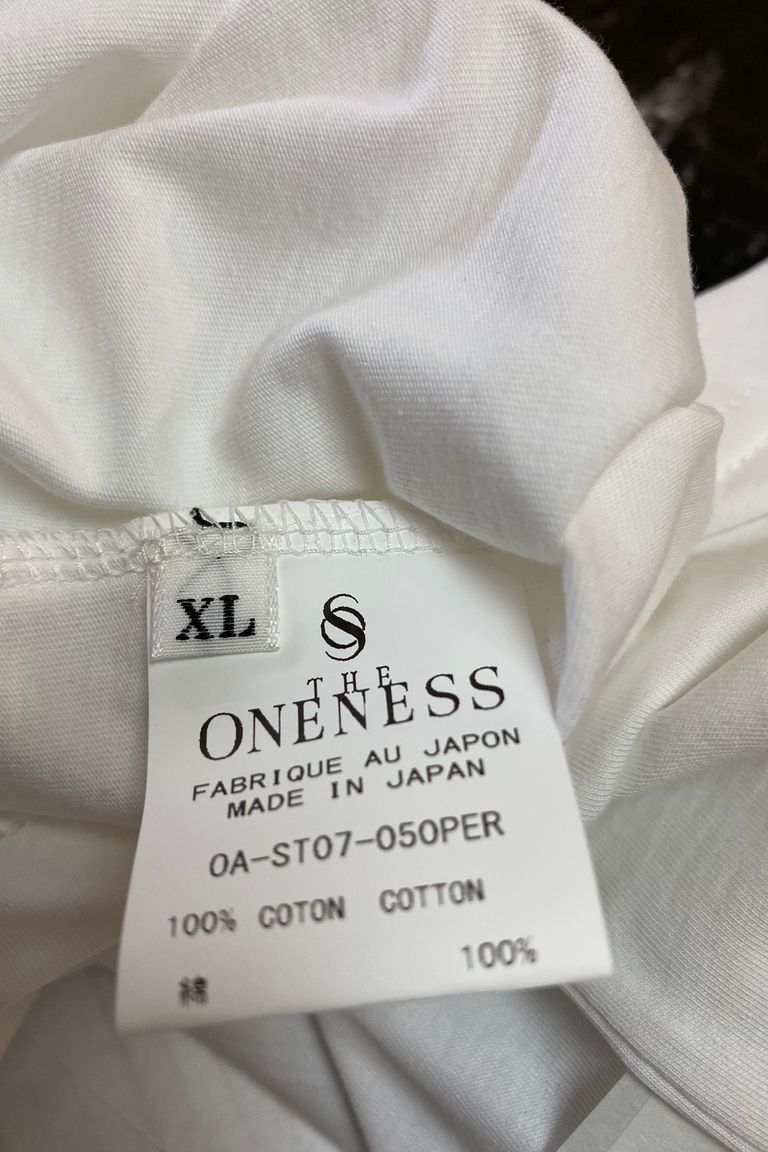 XL
THE
ONENESS
FABRIQUE AU JAPON
MADE IN JAPAN
OA-ST07-050PER
100% COTON COTTON
綿 100%